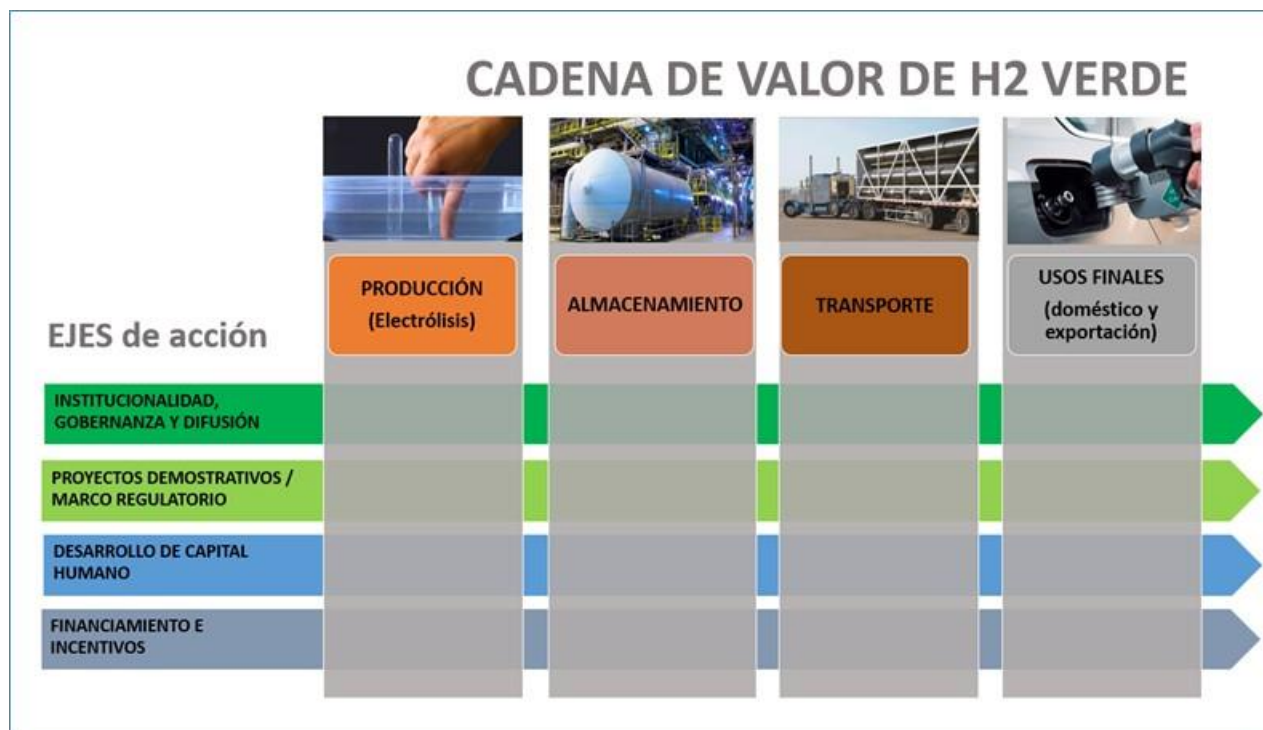 CADENA DE VALOR DE H2 VERDE
PRODUCCIÓN
(Electrólisis)
ALMACENAMIENTO
TRANSPORTE
USOS FINALES
(doméstico y
exportación)
EJES de acción
INSTITUCIONALIDAD,
GOBERNANZA Y DIFUSIÓN
PROYECTOS DEMOSTRATIVOS /
MARCO REGULATORIO
DESARROLLO DE CAPITAL
HUMANO
FINANCIAMIENTO E
INCENTIVOS